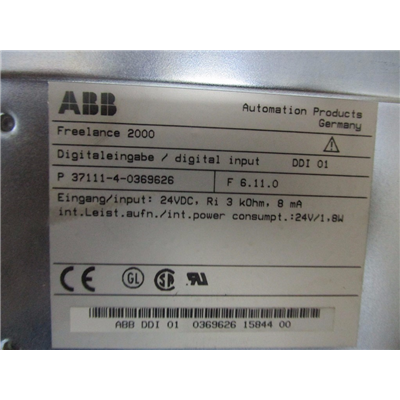 ABB
Automation Products
Germany
Freelance 2000
Digitaleingabe / digital input DDI 01
P 37111-4-0369626 F 6.11.0
Eingang/input: 24VDC, Ri 3 kOhm, 8 mA
int.Leist.aufn./int.power consumpt.:24V/1,8W
CE
ABB DDI 01 0369626 15844 00